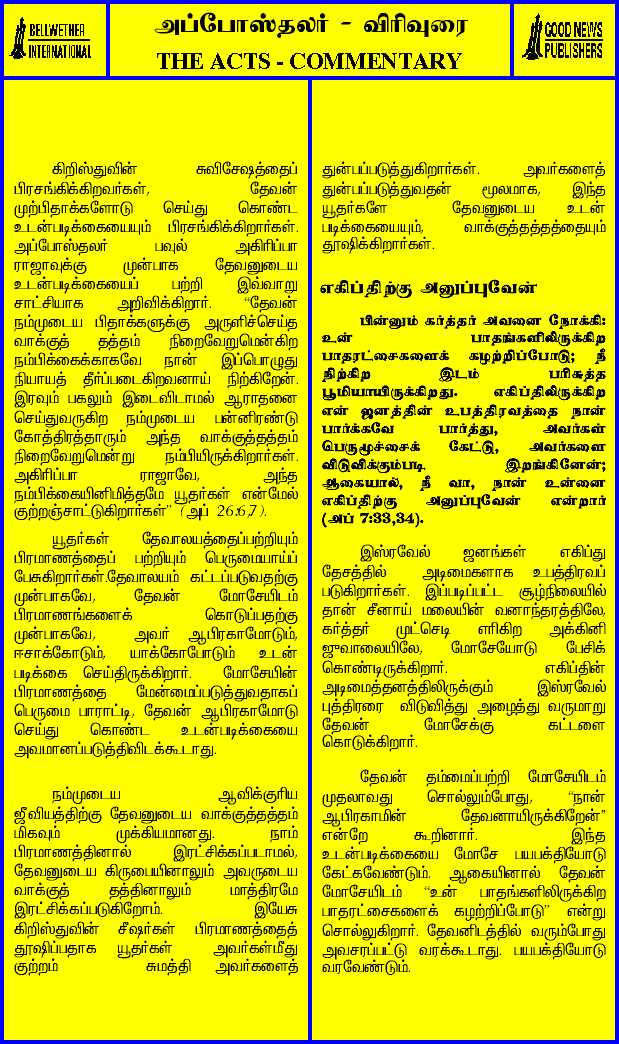 BELLWETHER
INTERNATIONAL
அப்போஸ்தலர் - விரிவுரை
THE ACTS - COMMENTARY
GOOD NEWS
PUBLISHERS
கிறிஸ்துவின் சுவிசேஷத்தைப்
பிரசங்கிக்கிறவர்கள், தேவன்
முற்பிதாக்களோடு செய்து கொண்ட
உடன்படிக்கையையும் பிரசங்கிக்கிறார்கள்.
அப்போஸ்தலர் பவுல் அகிரிப்பா
ராஜாவுக்கு முன்பாக தேவனுடைய
உடன்படிக்கையைப் பற்றி இவ்வாறு
சாட்சியாக அறிவிக்கிறார். “தேவன்
நம்முடைய பிதாக்களுக்கு அருளிச்செய்த
வாக்குத் தத்தம் நிறைவேறுமென்கிற
நம்பிக்கைக்காகவே நான் இப்பொழுது
நியாயத் தீர்ப்படைகிறவனாய் நிற்கிறேன்.
இரவும் பகலும் இடைவிடாமல் ஆராதனை
செய்துவருகிற நம்முடைய பன்னிரண்டு
கோத்திரத்தாரும் அந்த வாக்குத்தத்தம்
நிறைவேறுமென்று நம்பியிருக்கிறார்கள்.
அகிரிப்பா ராஜாவே, அந்த
நம்பிக்கையினிமித்தமே யூதர்கள் என்மேல்
குற்றஞ்சாட்டுகிறார்கள்” (அப் 26:6,7).
யூதர்கள் தேவாலயத்தைப்பற்றியும்
பிரமாணத்தைப் பற்றியும் பெருமையாய்ப்
பேசுகிறார்கள்.தேவாலயம் கட்டப்படுவதற்கு
முன்பாகவே, தேவன் மோசேயிடம்
பிரமாணங்களைக் கொடுப்பதற்கு
முன்பாகவே, அவர் ஆபிரகாமோடும்,
ஈசாக்கோடும், யாக்கோபோடும் உடன்
படிக்கை செய்திருக்கிறார். மோசேயின்
பிரமாணத்தை மேன்மைப்படுத்துவதாகப்
பெருமை பாராட்டி, தேவன் ஆபிரகாமோடு
செய்து கொண்ட உடன்படிக்கையை
அவமானப்படுத்திவிடக்கூடாது.
நம்முடைய ஆவிக்குரிய
ஜீவியத்திற்கு தேவனுடைய வாக்குத்தத்தம்
மிகவும் முக்கியமானது. நாம்
பிரமாணத்தினால் இரட்சிக்கப்படாமல்,
தேவனுடைய கிருபையினாலும் அவருடைய
வாக்குத் தத்தினாலும் மாத்திரமே
இரட்சிக்கப்படுகிறோம். இயேசு
கிறிஸ்துவின் சீஷர்கள் பிரமாணத்தைத்
தூஷிப்பதாக யூதர்கள் அவர்கள்மீது
குற்றம் சுமத்தி அவர்களைத்
துன்பப்படுத்துகிறார்கள். அவர்களைத்
துன்பப்படுத்துவதன் மூலமாக, இந்த
யூதர்களே தேவனுடைய உடன்
படிக்கையையும், வாக்குத்தத்தத்தையும்
தூஷிக்கிறார்கள்.
எகிப்திற்கு அனுப்புவேன்
பின்னும் கர்த்தர் அவனை நோக்கி:
உன் பாதங்களிலிருக்கிற
பாதரட்சைகளைக் கழற்றிப்போடு; நீ
நிற்கிற இடம் பரிசுத்த
பூமியாயிருக்கிறது. எகிப்திலிருக்கிற
என் ஜனத்தின் உபத்திரவத்தை நான்
பார்க்கவே பார்த்து, அவர்கள்
பெருமூச்சைக் கேட்டு, அவர்களை
விடுவிக்கும்படி இறங்கினேன்;
ஆகையால், நீ வா, நான் உன்னை
எகிப்திற்கு அனுப்புவேன் என்றார்
(அப் 7:33,34).
இஸ்ரவேல் ஜனங்கள் எகிப்து
தேசத்தில் அடிமைகளாக உபத்திரவப்
படுகிறார்கள். இப்படிப்பட்ட சூழ்நிலையில்
தான் சீனாய் மலையின் வனாந்தரத்திலே,
கர்த்தர் முட்செடி எரிகிற அக்கினி
ஜுவாலையிலே, மோசேயோடு பேசிக்
கொண்டிருக்கிறார். எகிப்தின்
அடிமைத்தனத்திலிருக்கும் இஸ்ரவேல்
புத்திரரை விடுவித்து அழைத்து வருமாறு
தேவன் மோசேக்கு கட்டளை
கொடுக்கிறார்.
தேவன் தம்மைப்பற்றி மோசேயிடம்
முதலாவது சொல்லும்போது, “நான்
ஆபிரகாமின் தேவனாயிருக்கிறேன்”
என்றே கூறினார். இந்த
உடன்படிக்கையை மோசே பயபக்தியோடு
கேட்கவேண்டும். ஆகையினால் தேவன்
மோசேயிடம் “உன் பாதங்களிலிருக்கிற
பாதரட்சைகளைக் கழற்றிப்போடு” என்று
சொல்லுகிறார். தேவனிடத்தில் வரும்போது
அவசரப்பட்டு வரக்கூடாது. பயபக்தியோடு
வரவேண்டும்.